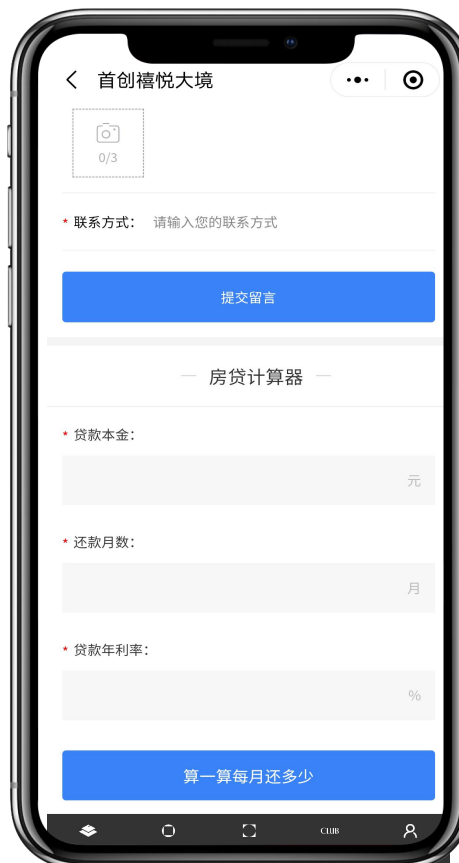 首创禧悦大境
0/3
* 联系方式： 请输入您的联系方式
提交留言
房贷计算器
* 贷款本金：
元
* 还款月数：
月
* 贷款年利率：
%
算一算每月还多少
CLUB